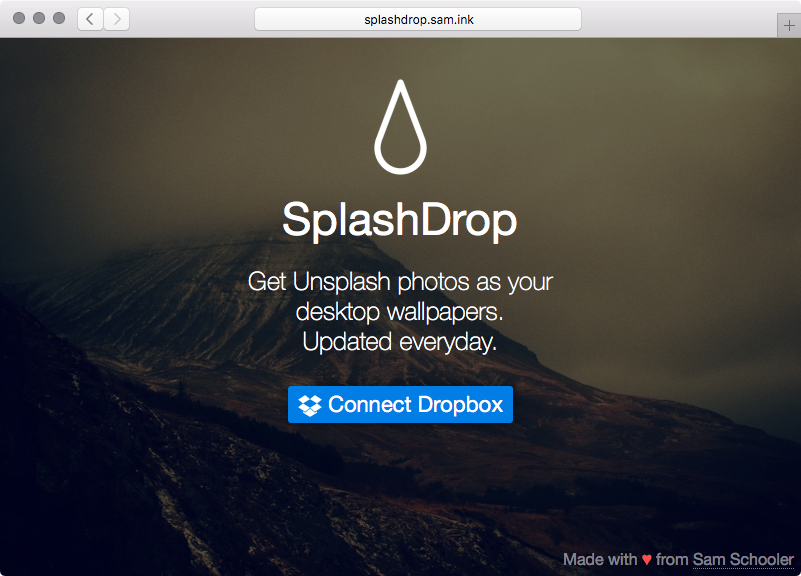 splashdrop.sam.ink
SplashDrop
Get Unsplash photos as your
desktop wallpapers.
Updated everyday.
Connect Dropbox
Made with ♥ from Sam Schooler